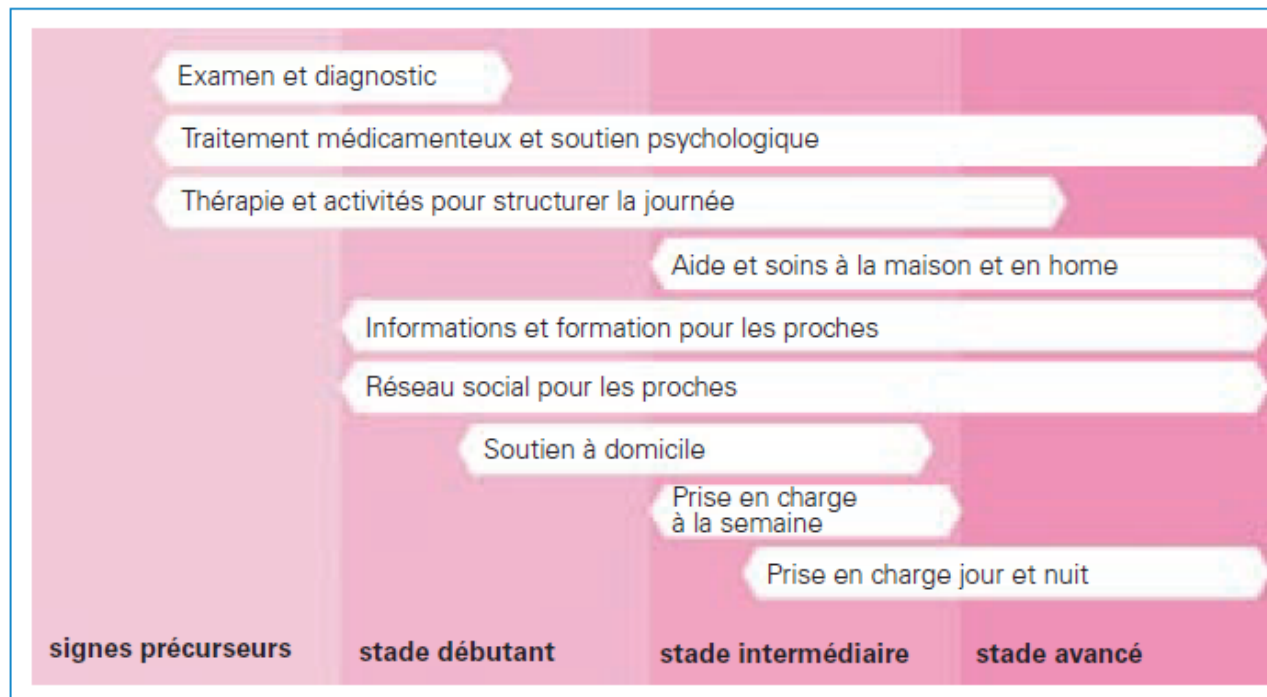 Examen et diagnostic
Traitement médicamenteux et soutien psychologique
Thérapie et activités pour structurer la journée
Aide et soins à la maison et en home
Informations et formation pour les proches
Réseau social pour les proches
Soutien à domicile
Prise en charge
à la semaine
Prise en charge jour et nuit
signes précurseurs
stade débutant
stade intermédiaire
stade avancé